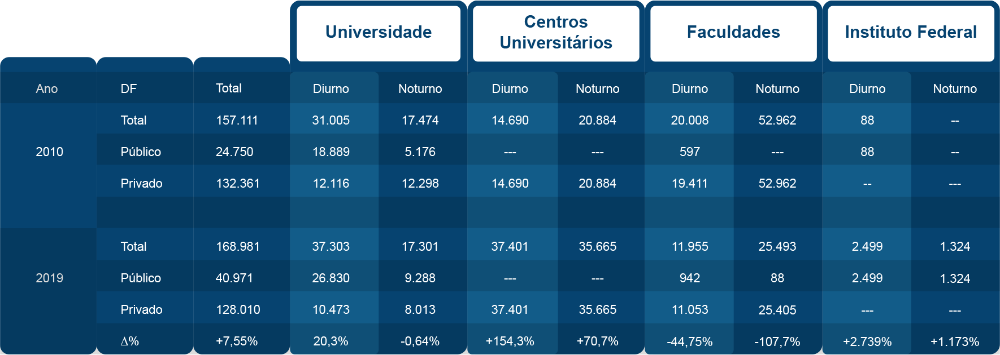 Universidade Centros Universitários Faculdades Instituto Federal
Ano DF Total Diurno Noturno Diurno Noturno Diurno Noturno Diurno Noturno
Total 157.111 31.005 17.474 14.690 20.884 20.008 52.962 88 --
2010 Público 24.750 18.889 5.176 --- --- 597 --- 88 --
Privado 132.361 12.116 12.298 14.690 20.884 19.411 52.962 -- ---
Total 168.981 37.303 17.301 37.401 35.665 11.955 25.493 2.499 1.324
2019 Público 40.971 26.830 9.288 --- --- 942 88 2.499 1.324
Privado 128.010 10.473 8.013 37.401 35.665 11.053 25.405 --- ---
∆% +7,55% 20,3% -0,64% +154,3% +70,7% -44,75% -107,7% +2.739% +1.173%